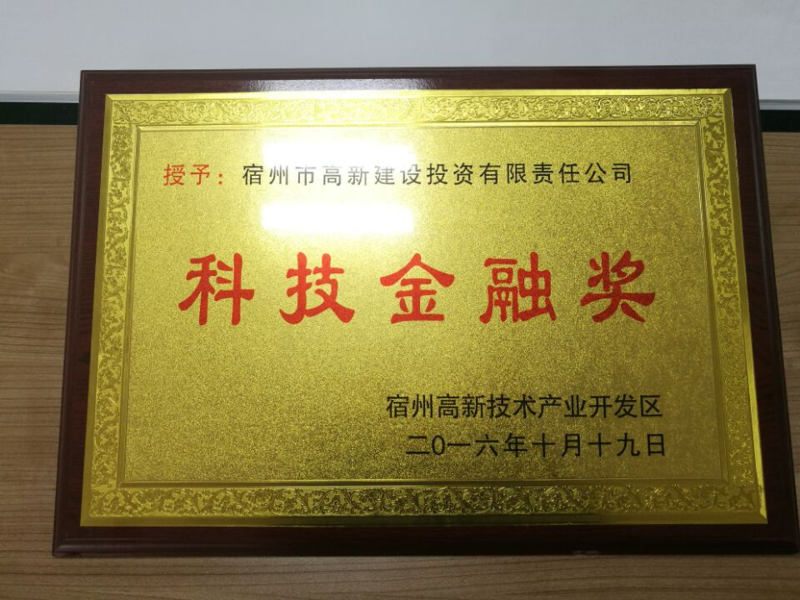 授予：宿州市高新建设投资有限责任公司
科技金融奖
宿州高新技术产业开发区
二O一六年十月十九日